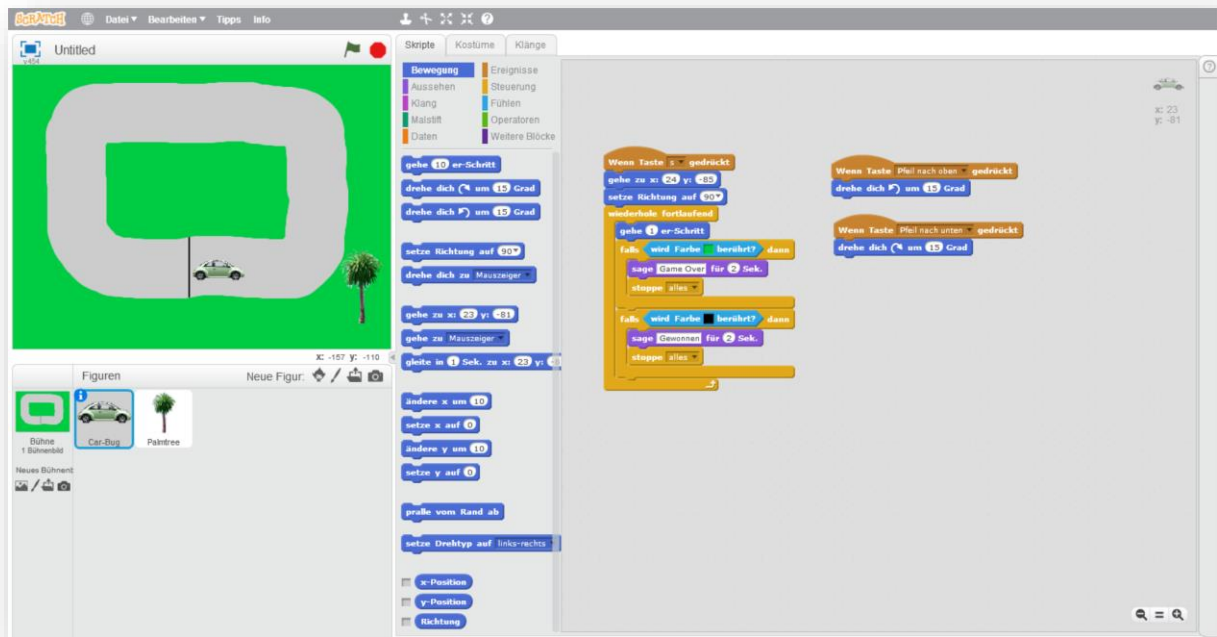 SCRATCH Datei Bearbeiten Tipps Info
Untitled
v454
x: -157 y: -110
Figuren Neue Figur:
Bühne
1 Bühnenbild
Car-Bug
Palmtree
Neues Bühnenb
Skripte Kostüme Klänge
Bewegung Ereignisse
Aussehen Steuerung
Klang Fühlen
Malstift Operatoren
Daten Weitere Blöcke
gehe 10 er-Schritt
drehe dich um 15 Grad
drehe dich um 15 Grad
setze Richtung auf 90
drehe dich zu Mauszeiger
gehe zu x: 23 y: -81
gehe zu Mauszeiger
gleite in 1 Sek. zu x: 23 y: -8
ändere x um 10
setze x auf 0
ändere y um 10
setze y auf 0
pralle vom Rand ab
setze Drehtyp auf links-rechts
x-Position
y-Position
Richtung
Wenn Taste s gedrückt
gehe zu x: 24 y: -85
setze Richtung auf 90
wiederhole fortlaufend
gehe 1 er-Schritt
falls wird Farbe berührt? dann
sage Game Over für 2 Sek.
stoppe alles
falls wird Farbe berührt? dann
sage Gewonnen für 2 Sek.
stoppe alles
Wenn Taste Pfeil nach oben gedrückt
drehe dich um 15 Grad
Wenn Taste Pfeil nach unten gedrückt
drehe dich um 15 Grad
x: 23
y: -81